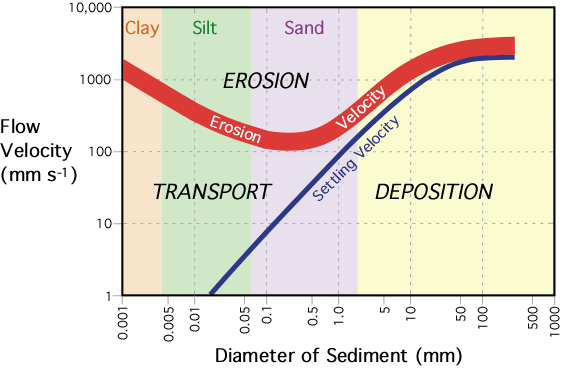 10,000
1000
100
10
1
Clay
Silt
Sand
EROSION
Erosion
Velocity
Settling Velocity
TRANSPORT
DEPOSITION
Flow
Velocity
(mm s-1)
0.001
0.005
0.01
0.05
0.1
0.5
1.0
5
10
50
100
500
1000
Diameter of Sediment (mm)